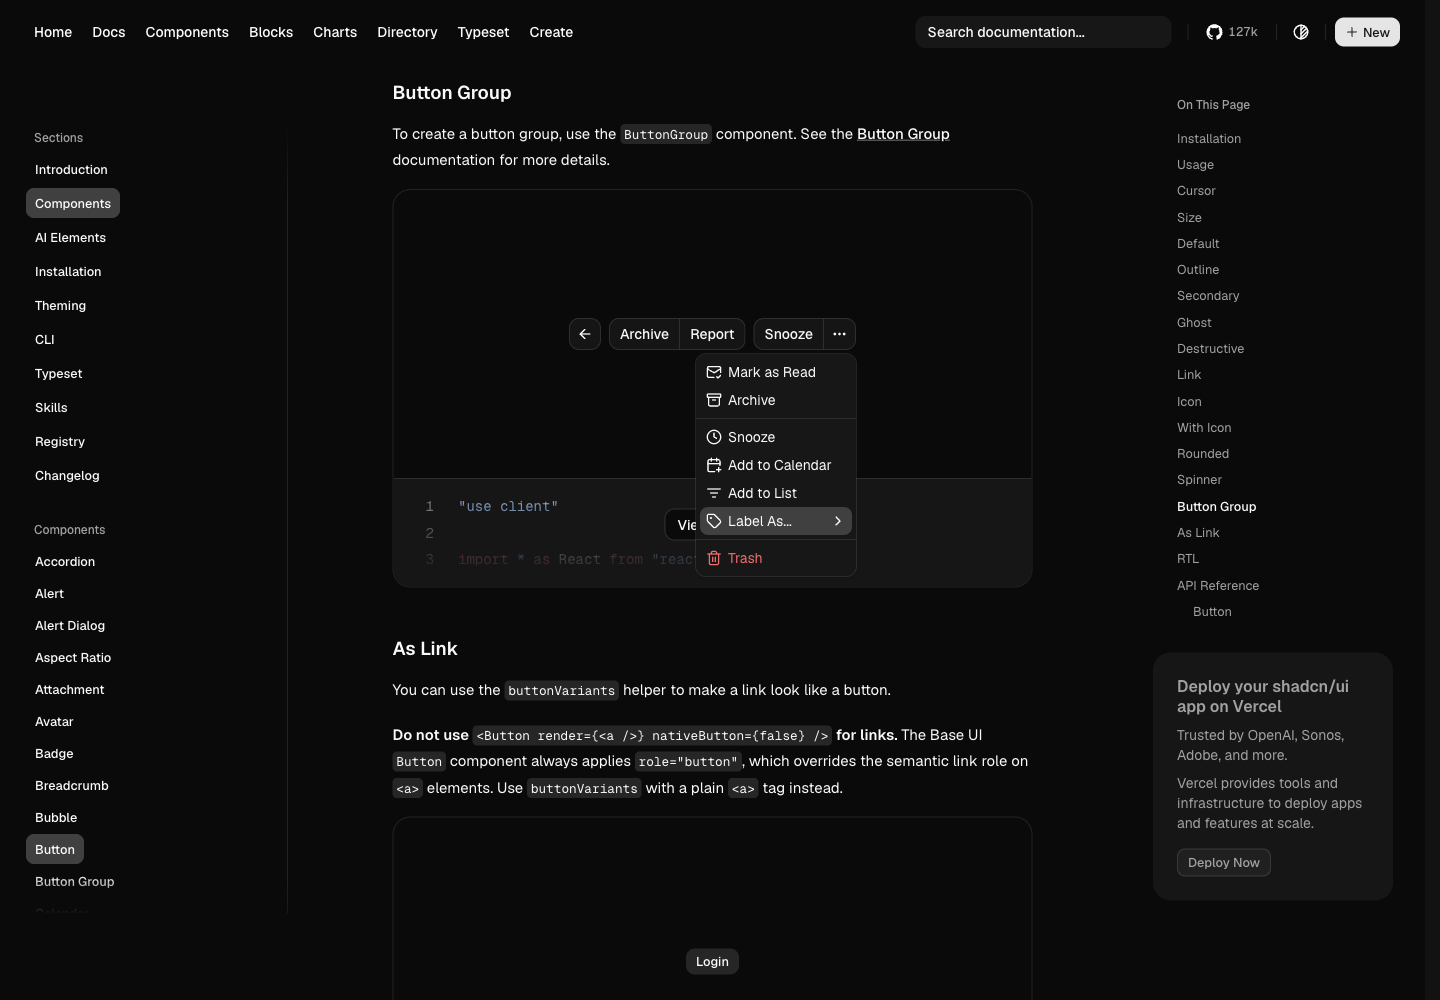 Home Docs Components Blocks Charts Directory Typeset Create
Search documentation...
127k
New
Sections
Introduction
Components
AI Elements
Installation
Theming
CLI
Typeset
Skills
Registry
Changelog
Components
Accordion
Alert
Alert Dialog
Aspect Ratio
Attachment
Avatar
Badge
Breadcrumb
Bubble
Button
Button Group
Calendar
Button Group
To create a button group, use the ButtonGroup component. See the Button Group
documentation for more details.
Archive Report Snooze
Mark as Read
Archive
Snooze
Add to Calendar
Add to List
Label As...
Trash
1 "use client"
2
3 import * as React from "react
As Link
You can use the buttonVariants helper to make a link look like a button.
Do not use <Button render={<a />} nativeButton={false} /> for links. The Base UI
Button component always applies role="button", which overrides the semantic link role on
<a> elements. Use buttonVariants with a plain <a> tag instead.
Login
On This Page
Installation
Usage
Cursor
Size
Default
Outline
Secondary
Ghost
Destructive
Link
Icon
With Icon
Rounded
Spinner
Button Group
As Link
RTL
API Reference
Button
Deploy your shadcn/ui
app on Vercel
Trusted by OpenAI, Sonos,
Adobe, and more.
Vercel provides tools and
infrastructure to deploy apps
and features at scale.
Deploy Now